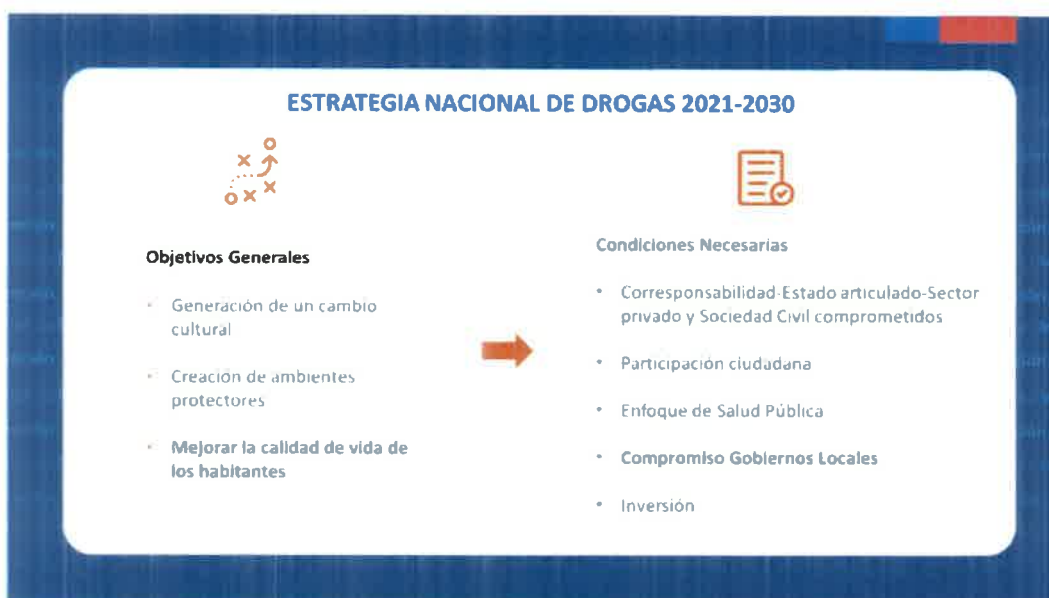 ESTRATEGIA NACIONAL DE DROGAS 2021-2030
Objetivos Generales
• Generación de un cambio
cultural
• Creación de ambientes
protectores
• Mejorar la calidad de vida de
los habitantes
Condiciones Necesarias
• Corresponsabilidad-Estado articulado-Sector
privado y Sociedad Civil comprometidos
• Participación ciudadana
• Enfoque de Salud Pública
• Compromiso Gobiernos Locales
• Inversión